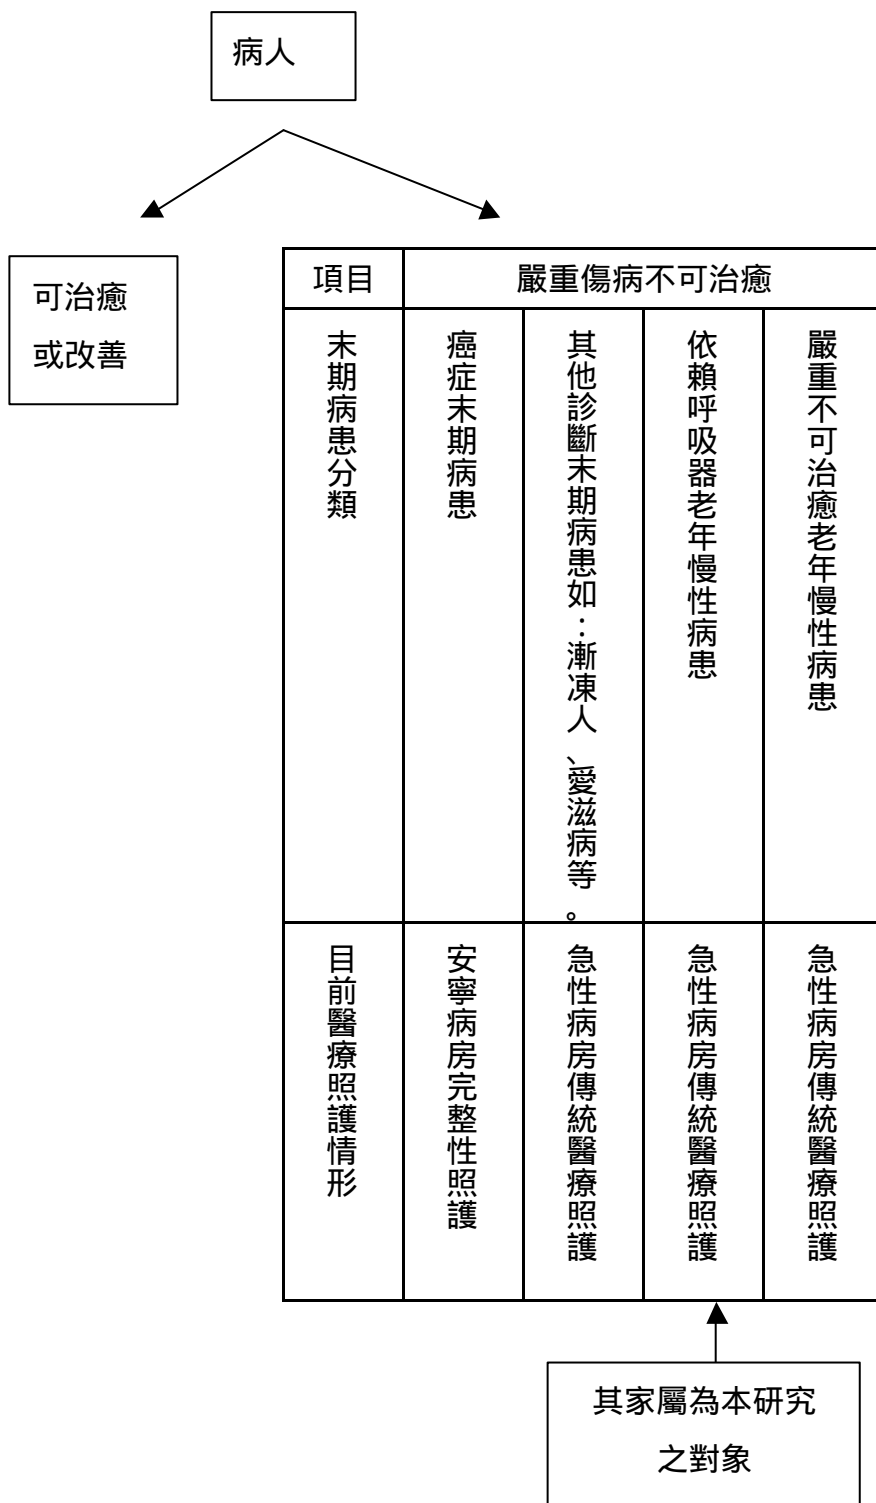 病人
可治癒
或改善
項目
嚴重傷病不可治癒
末期病患分類
癌症末期病患
其他診斷末期病患如：漸凍人、愛滋病等。
依賴呼吸器老年慢性病患
嚴重不可治癒老年慢性病患
目前醫療照護情形
安寧病房完整性照護
急性病房傳統醫療照護
急性病房傳統醫療照護
急性病房傳統醫療照護
其家屬為本研究
之對象